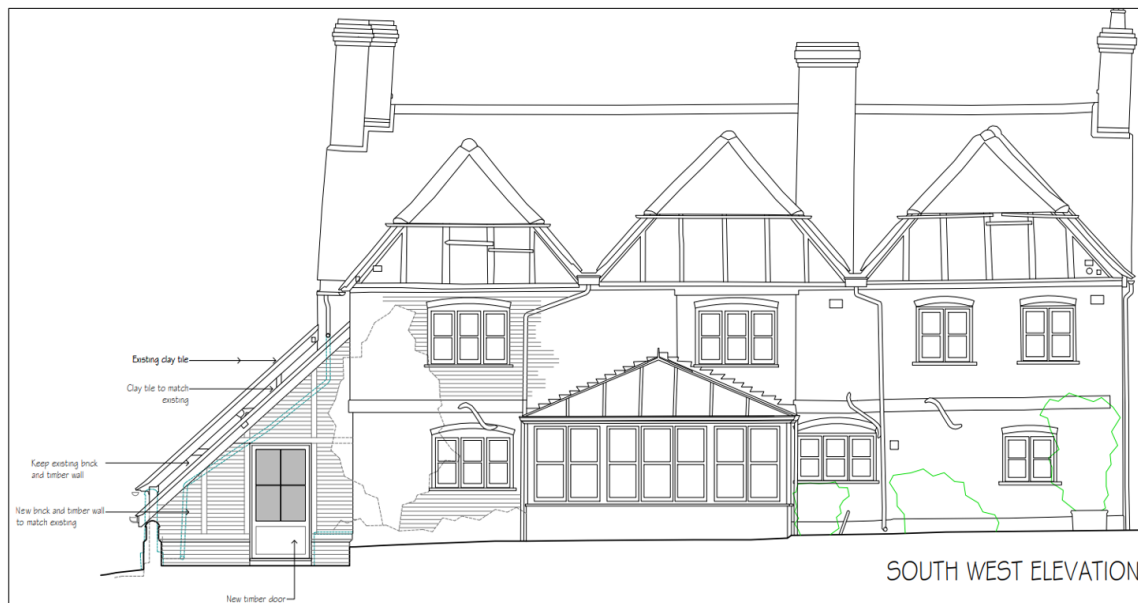 Existing clay tile
Clay tile to match
existing
Keep existing brick
and timber wall
New brick and timber wall
to match existing
New timber door
SOUTH WEST ELEVATION